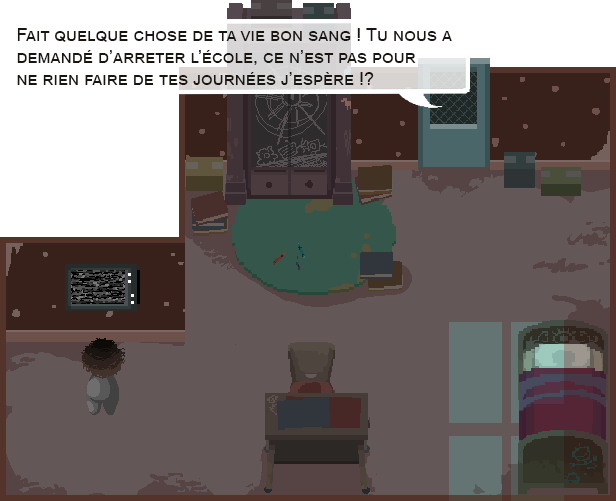 Fait quelque chose de ta vie bon sang ! Tu nous a
demandé d'arreter l'école, ce n'est pas pour
ne rien faire de tes journées j'espère !?